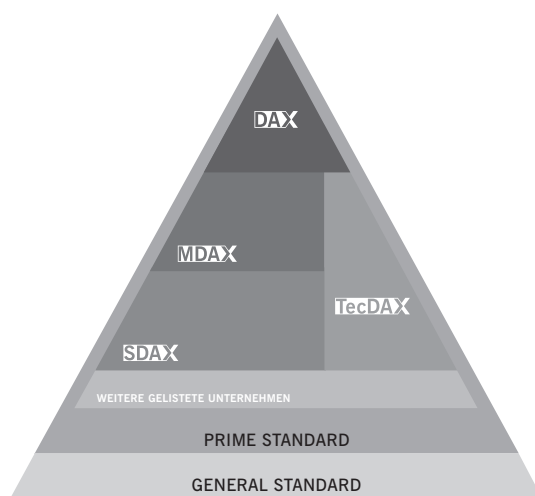 DAX
MDAX
TecDAX
SDAX
WEITERE GELISTETE UNTERNEHMEN
PRIME STANDARD
GENERAL STANDARD